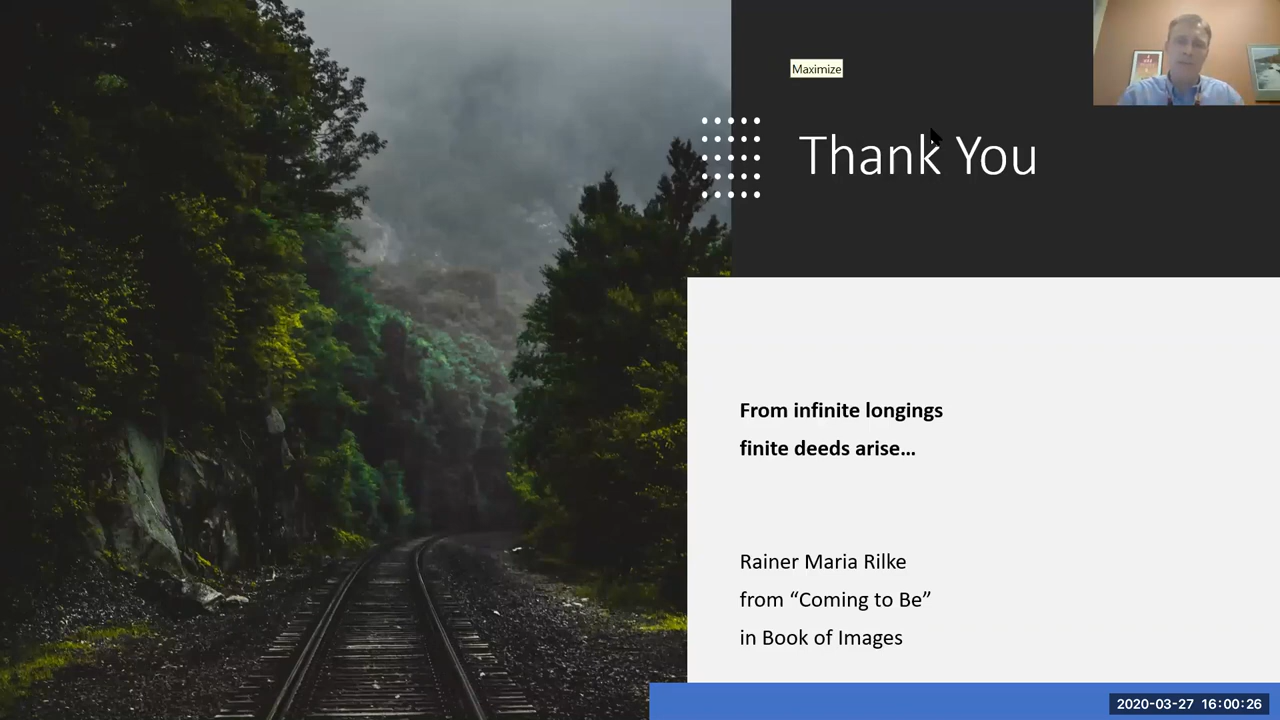 Maximize
Thank You
From infinite longings
finite deeds arise…
Rainer Maria Rilke
from “Coming to Be”
in Book of Images
2020-03-27 16:00:26